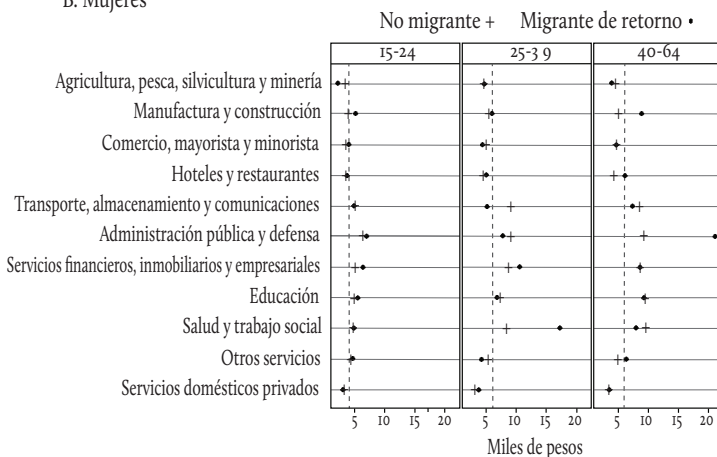 B. Mujeres
No migrante + Migrante de retorno •
15-24 25-3 9 40-64
Agricultura, pesca, silvicultura y minería
Manufactura y construcción
Comercio, mayorista y minorista
Hoteles y restaurantes
Transporte, almacenamiento y comunicaciones
Administración pública y defensa
Servicios financieros, inmobiliarios y empresariales
Educación
Salud y trabajo social
Otros servicios
Servicios domésticos privados
5 10 15 20 5 10 15 20 5 10 15 20
Miles de pesos